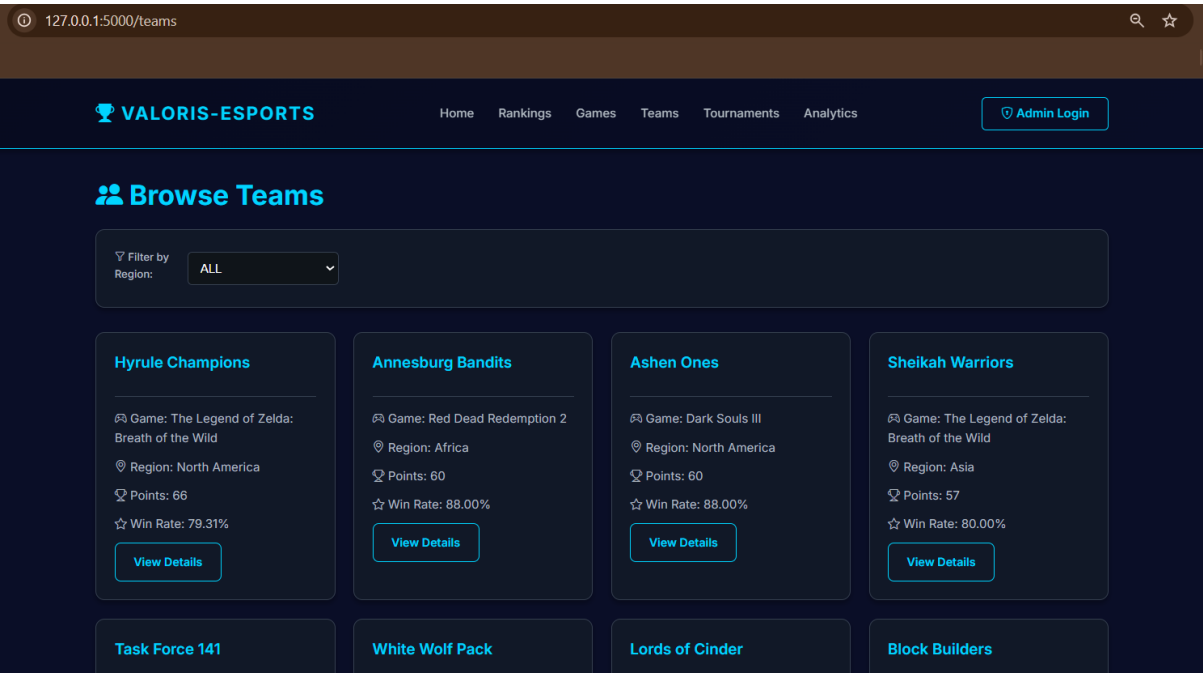 127.0.0.1:5000/teams
VALORIS-ESPORTS
Home Rankings Games Teams Tournaments Analytics
Admin Login
Browse Teams
Filter by
Region:
ALL
Hyrule Champions
Game: The Legend of Zelda:
Breath of the Wild
Region: North America
Points: 66
Win Rate: 79.31%
View Details
Annesburg Bandits
Game: Red Dead Redemption 2
Region: Africa
Points: 60
Win Rate: 88.00%
View Details
Ashen Ones
Game: Dark Souls III
Region: North America
Points: 60
Win Rate: 88.00%
View Details
Sheikah Warriors
Game: The Legend of Zelda:
Breath of the Wild
Region: Asia
Points: 57
Win Rate: 80.00%
View Details
Task Force 141
White Wolf Pack
Lords of Cinder
Block Builders